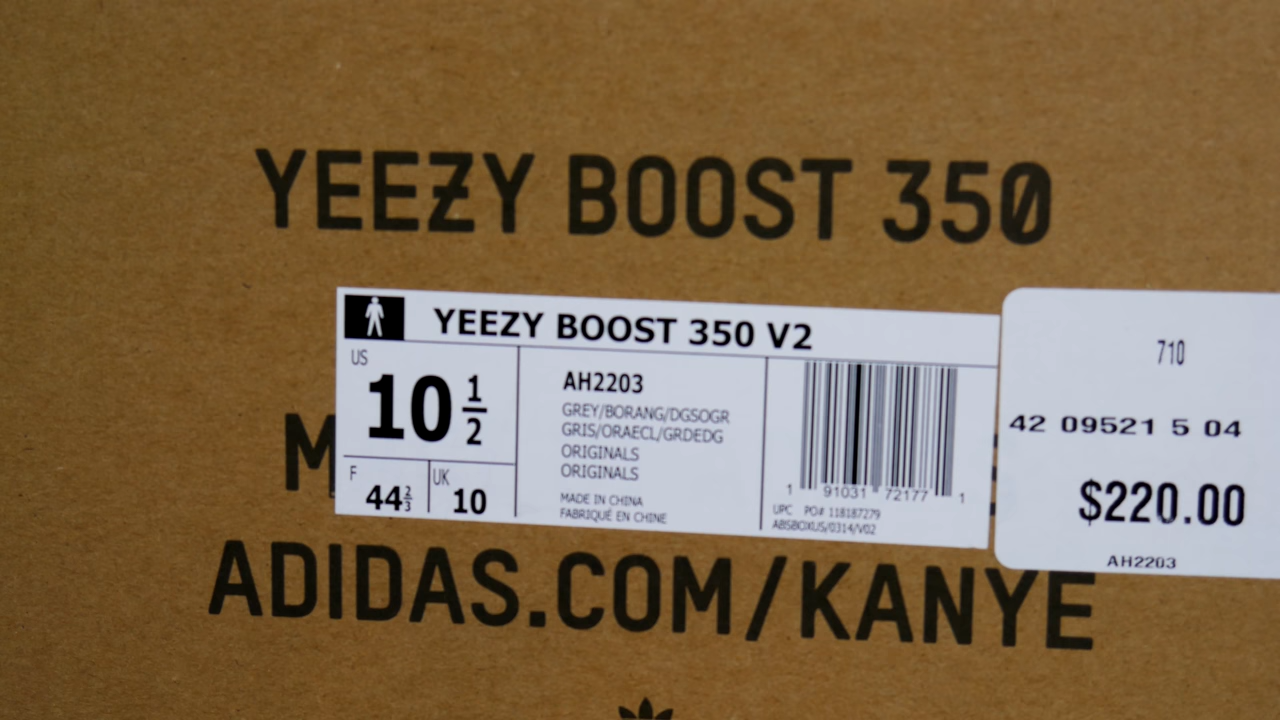 YEEZY BOOST 350
YEEZY BOOST 350 V2
US
10 1/2
F
44 2/3
UK
10
AH2203
GREY/BORANG/DGSOGR
GRIS/ORAECL/GRDEDG
ORIGINALS
ORIGINALS
MADE IN CHINA
FABRIQUÉ EN CHINE
1 91031 72177 1
UPC PO# 118187279
ABSBOXUS/0314/V02
710
42 09521 5 04
$220.00
AH2203
M
ADIDAS.COM/KANYE